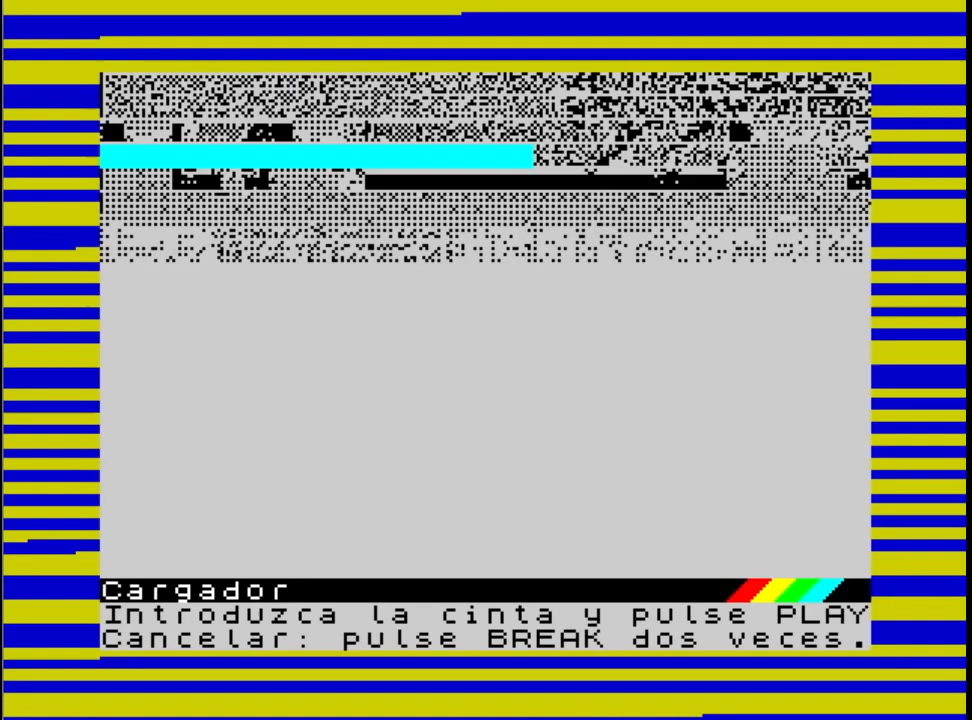 Cargador
Introduzca la cinta y pulse PLAY
Cancelar: pulse BREAK dos veces.